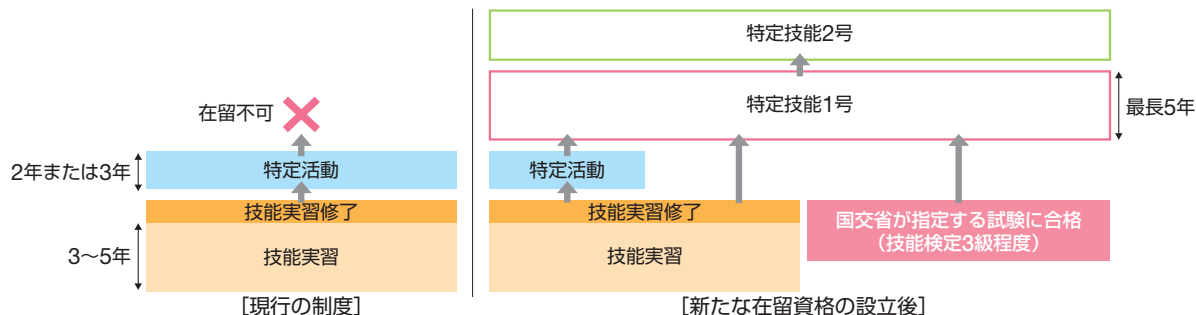 在留不可
2年または3年
特定活動
技能実習修了
3〜5年
技能実習
[現行の制度]
特定技能2号
特定技能1号
最長5年
特定活動
技能実習修了
技能実習
国交省が指定する試験に合格
（技能検定3級程度）
[新たな在留資格の設立後]